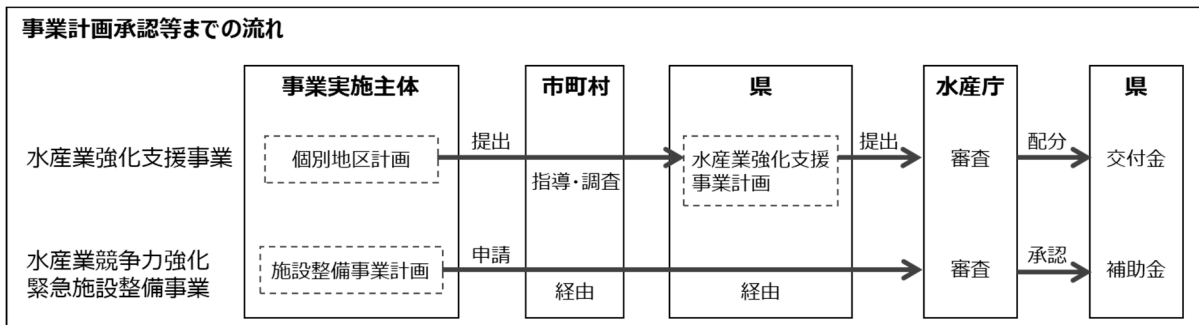 事業計画承認等までの流れ
事業実施主体
市町村
県
水産庁
県
水産業強化支援事業
個別地区計画
提出
指導・調査
水産業強化支援
事業計画
提出
審査
配分
交付金
水産業競争力強化
緊急施設整備事業
施設整備事業計画
申請
経由
経由
審査
承認
補助金